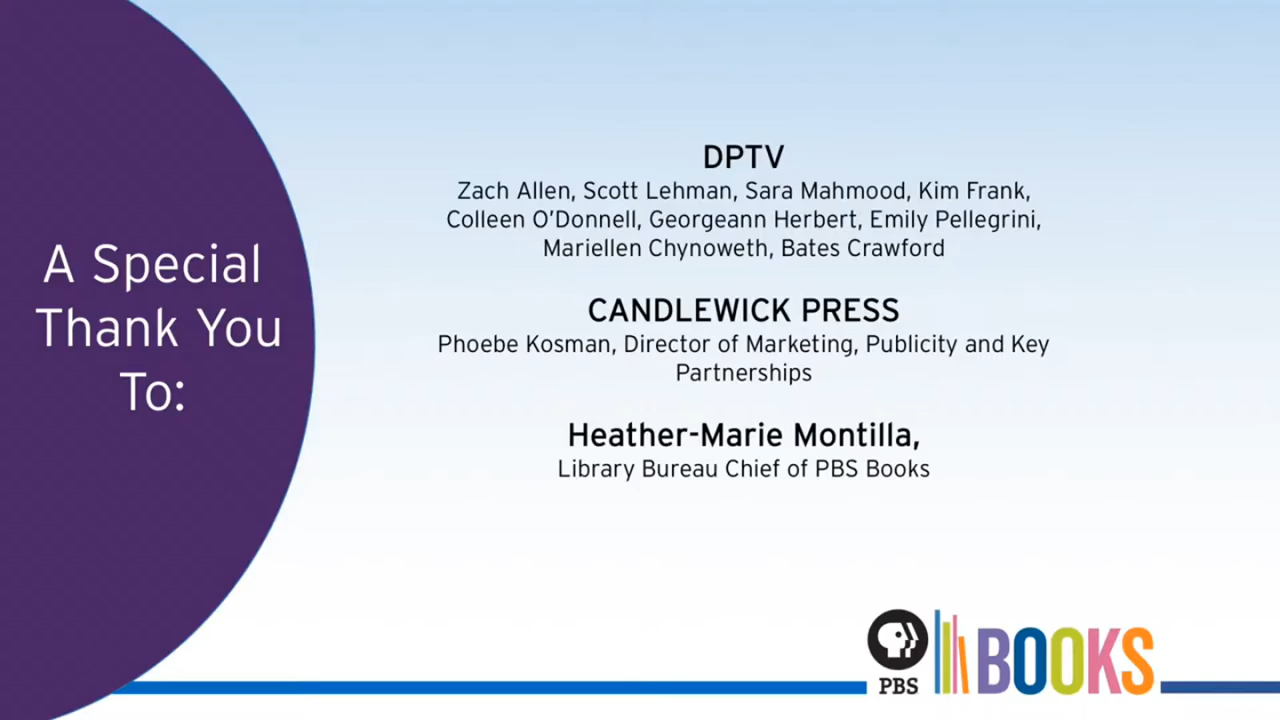 A Special
Thank You
To:
DPTV
Zach Allen, Scott Lehman, Sara Mahmood, Kim Frank,
Colleen O’Donnell, Georgeann Herbert, Emily Pellegrini,
Mariellen Chynoweth, Bates Crawford
CANDLEWICK PRESS
Phoebe Kosman, Director of Marketing, Publicity and Key
Partnerships
Heather-Marie Montilla,
Library Bureau Chief of PBS Books
PBS
BOOKS